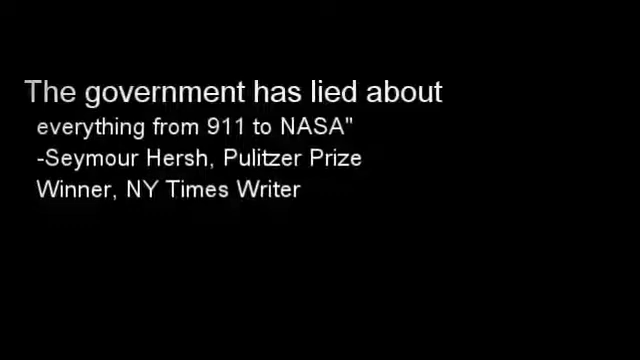 The government has lied about
everything from 911 to NASA"
-Seymour Hersh, Pulitzer Prize
Winner, NY Times Writer